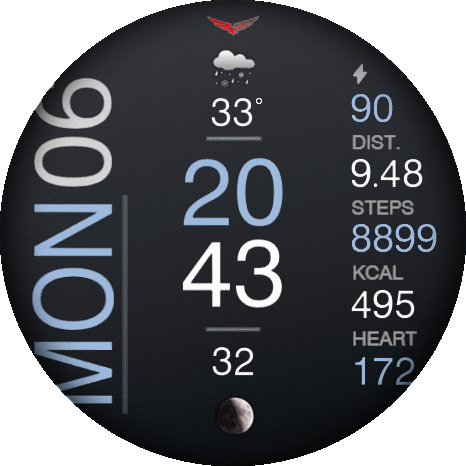 MON 06
33°
20
43
32
90
DIST.
9.48
STEPS
8899
KCAL
495
HEART
172